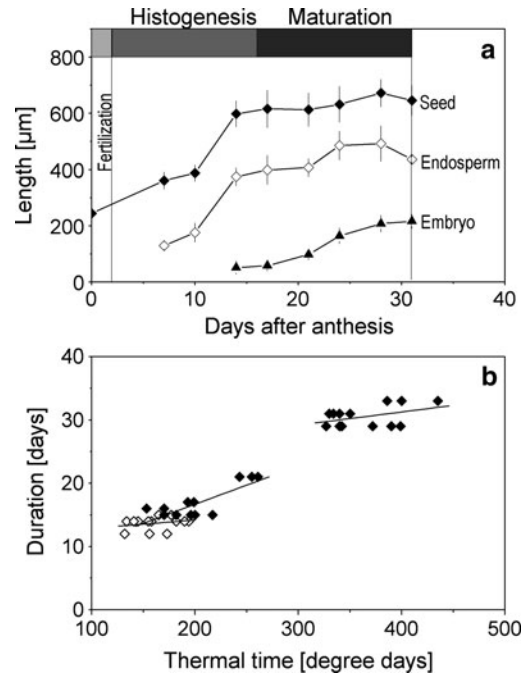 Histogenesis Maturation
a
800
600
400
200
0
Length [µm]
Fertilization
Seed
Endosperm
Embryo
0 10 20 30 40
Days after anthesis
b
40
30
20
10
0
Duration [days]
100 200 300 400 500
Thermal time [degree days]